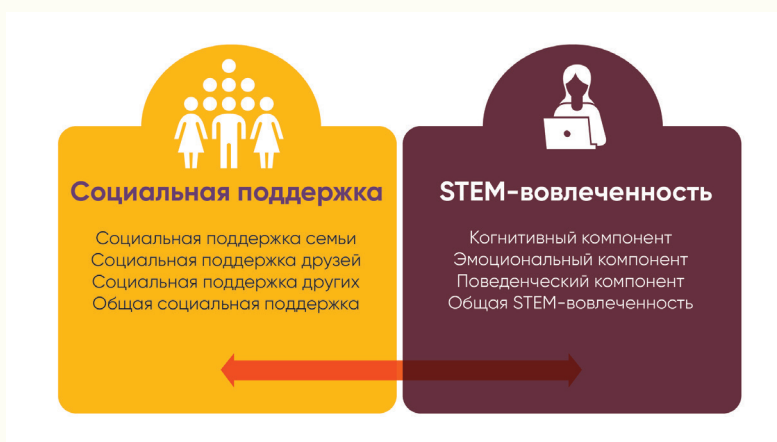 Социальная поддержка
Социальная поддержка семьи
Социальная поддержка друзей
Социальная поддержка других
Общая социальная поддержка
STEM-вовлеченность
Когнитивный компонент
Эмоциональный компонент
Поведенческий компонент
Общая STEM-вовлеченность